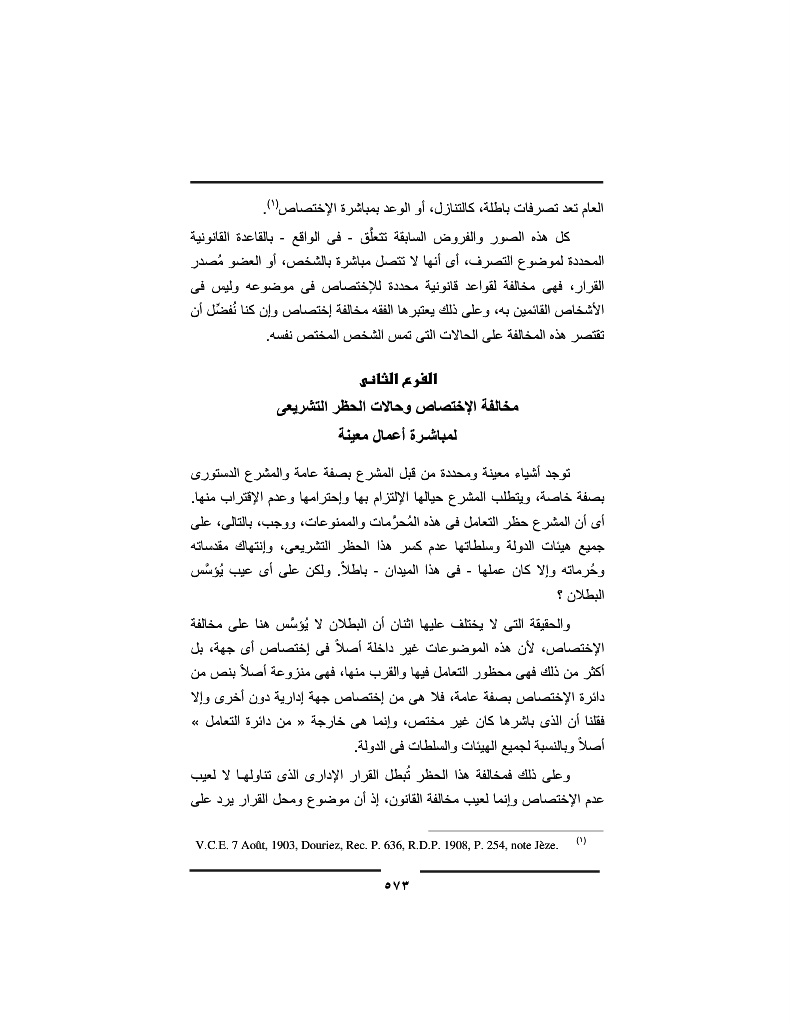 العام تعد تصرفات باطلة، كالتنازل، أو الوعد بمباشرة الإختصاص(١).
كل هذه الصور والفروض السابقة تتعلَّق - فى الواقع - بالقاعدة القانونية
المحددة لموضوع التصرف، أى أنها لا تتصل مباشرة بالشخص، أو العضو مُصدر
القرار، فهى مخالفة لقواعد قانونية محددة للإختصاص فى موضوعه وليس فى
الأشخاص القائمين به، وعلى ذلك يعتبرها الفقه مخالفة إختصاص وإن كنا نُفضِّل أن
تقتصر هذه المخالفة على الحالات التى تمس الشخص المختص نفسه.
الفرع الثانى
مخالفة الإختصاص وحالات الحظر التشريعى
لمباشرة أعمال معينة
توجد أشياء معينة ومحددة من قبل المشرع بصفة عامة والمشرع الدستورى
بصفة خاصة، ويتطلب المشرع حيالها الإلتزام بها وإحترامها وعدم الإقتراب منها.
أى أن المشرع حظر التعامل فى هذه المُحرَّمات والممنوعات، ووجب، بالتالى، على
جميع هيئات الدولة وسلطاتها عدم كسر هذا الحظر التشريعى، وإنتهاك مقدساته
وحُرماته وإلا كان عملها - فى هذا الميدان - باطلاً. ولكن على أى عيب يُؤسَّس
البطلان ؟
والحقيقة التى لا يختلف عليها اثنان أن البطلان لا يُؤسَّس هنا على مخالفة
الإختصاص، لأن هذه الموضوعات غير داخلة أصلاً فى إختصاص أى جهة، بل
أكثر من ذلك فهى محظور التعامل فيها والقرب منها، فهى منزوعة أصلاً بنص من
دائرة الإختصاص بصفة عامة، فلا هى من إختصاص جهة إدارية دون أخرى وإلا
فقلنا أن الذى باشرها كان غير مختص، وإنما هى خارجة « من دائرة التعامل »
أصلاً وبالنسبة لجميع الهيئات والسلطات فى الدولة.
وعلى ذلك فمخالفة هذا الحظر تُبطل القرار الإدارى الذى تناولهـا لا لعيب
عدم الإختصاص وإنما لعيب مخالفة القانون، إذ أن موضوع ومحل القرار يرد على
(١) V.C.E. 7 Août, 1903, Douriez, Rec. P. 636, R.D.P. 1908, P. 254, note Jèze.
٥٧٣